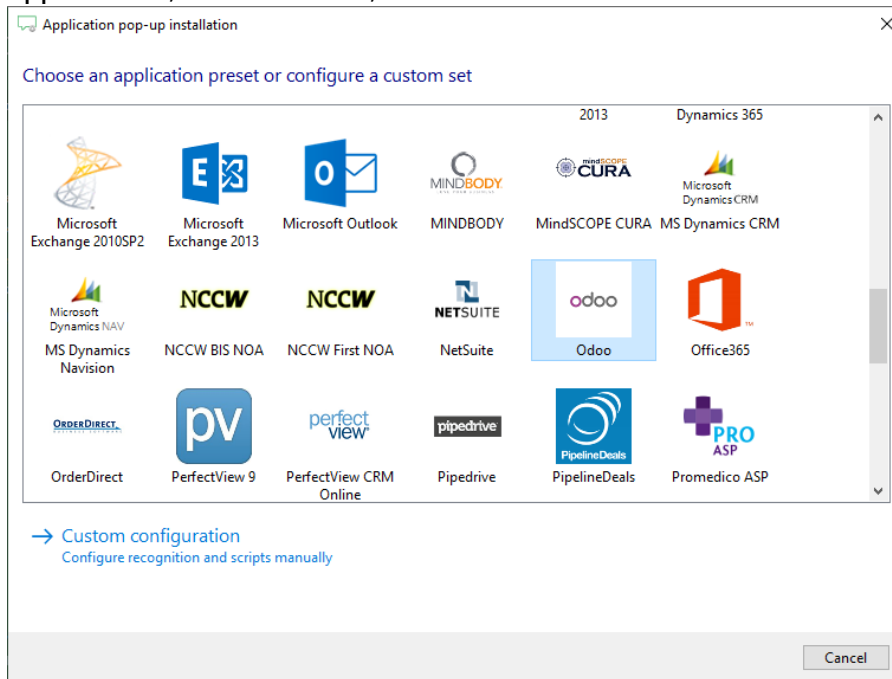 Application pop-up installation
Choose an application preset or configure a custom set
2013 Dynamics 365
E
O
MINDBODY
mindSCOPE
CURA
Microsoft
Dynamics CRM
Microsoft
Exchange 2010SP2
Microsoft
Exchange 2013
Microsoft Outlook
MINDBODY
MindSCOPE CURA
MS Dynamics CRM
Microsoft
Dynamics NAV
NCCW
NCCW
N
NETSUITE
odoo
TM
MS Dynamics
Navision
NCCW BIS NOA
NCCW First NOA
NetSuite
Odoo
Office365
ORDERDIRECT
pv
perfect
view
pipedrive
PipelineDeals
PRO
ASP
OrderDirect
PerfectView 9
PerfectView CRM
Online
Pipedrive
PipelineDeals
Promedico ASP
Custom configuration
Configure recognition and scripts manually
Cancel